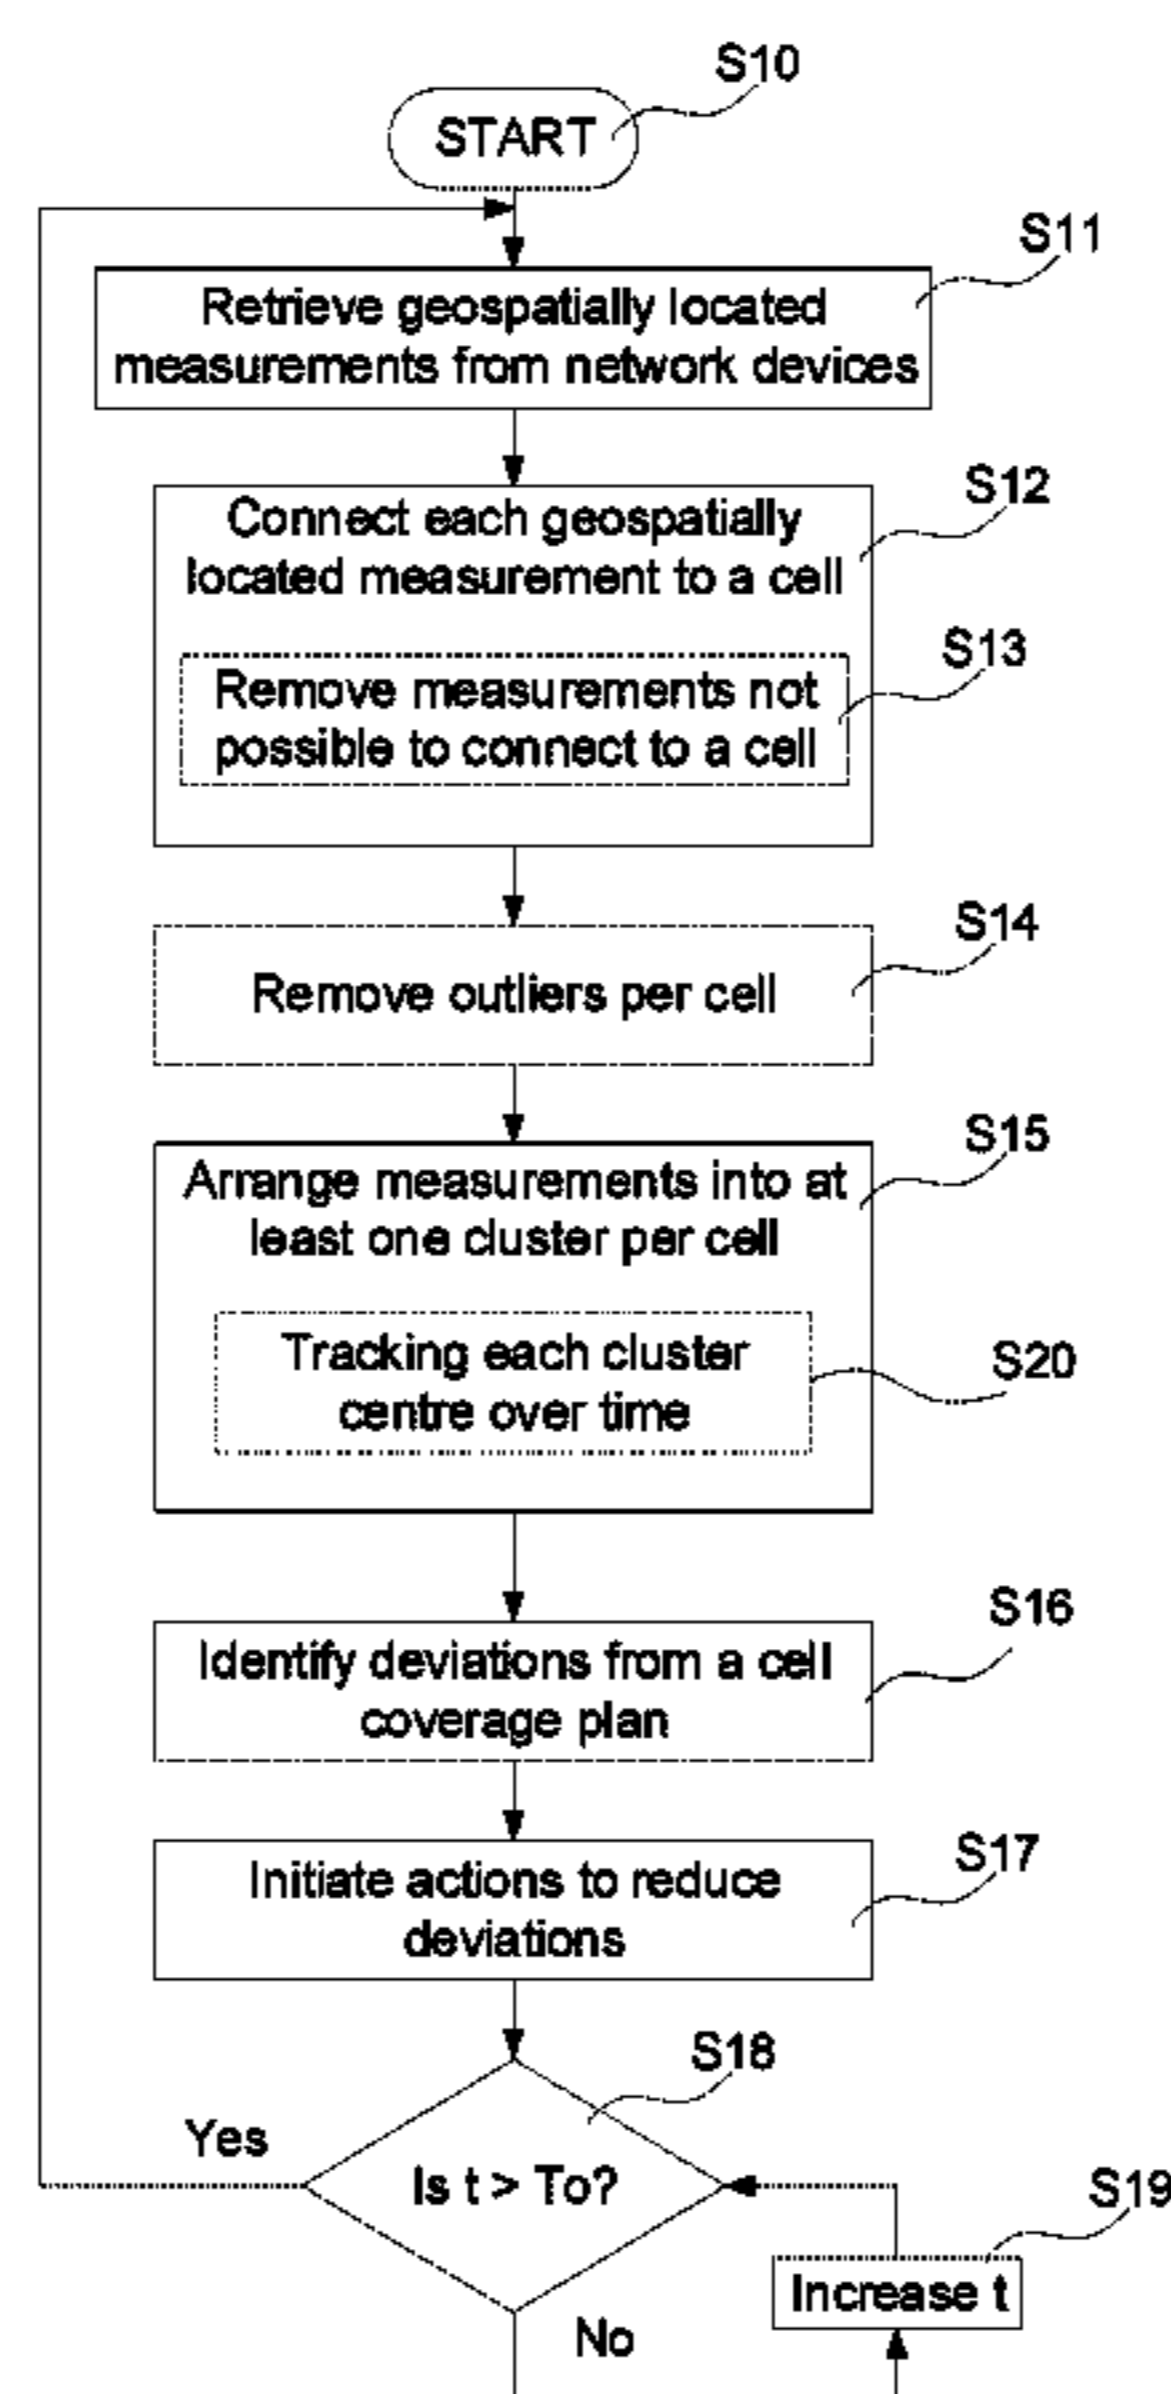 S10
START
S11
Retrieve geospatially located
measurements from network devices
S12
Connect each geospatially
located measurement to a cell
S13
Remove measurements not
possible to connect to a cell
S14
Remove outliers per cell
S15
Arrange measurements into at
least one cluster per cell
S20
Tracking each cluster
centre over time
S16
Identify deviations from a cell
coverage plan
S17
Initiate actions to reduce
deviations
S18
Yes
Is t > To?
S19
Increase t
No